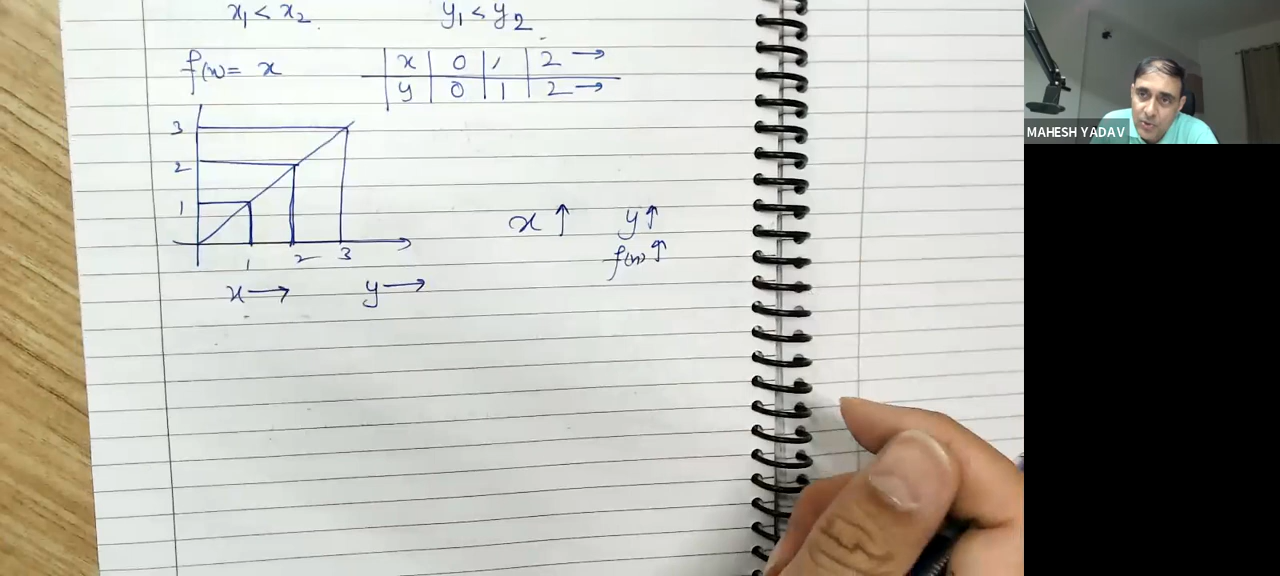 x₁ < x₂ y₁ < y₂
f(x) = x
x 0 1 2 →
y 0 1 2 →
3
2
1
1 2 3
x ↑ y ↑
f(x) ↑
x → y →
MAHESH YADAV